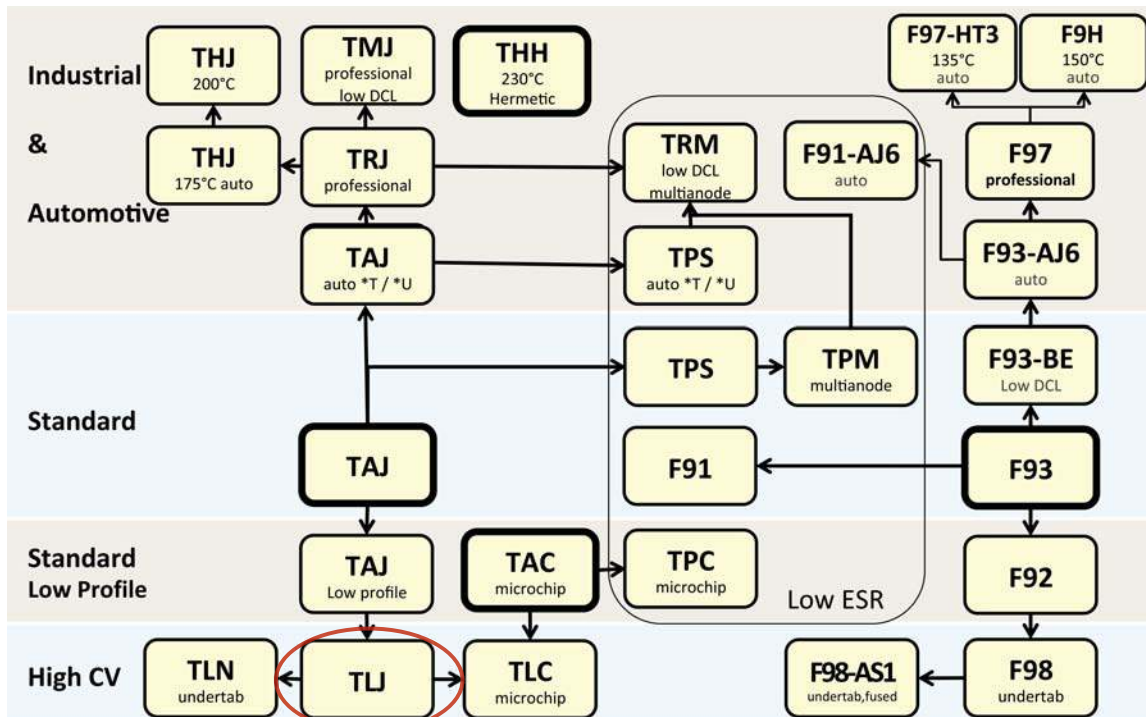 Industrial
&
Automotive
THJ
200°C
TMJ
professional
low DCL
THH
230°C
Hermetic
F97-HT3
135°C
auto
F9H
150°C
auto
THJ
175°C auto
TRJ
professional
TRM
low DCL
multianode
F91-AJ6
auto
F97
professional
TAJ
auto *T / *U
TPS
auto *T / *U
F93-AJ6
auto
Standard
TPS
TPM
multianode
F93-BE
Low DCL
TAJ
F91
F93
Standard
Low Profile
TAJ
Low profile
TAC
microchip
TPC
microchip
Low ESR
F92
High CV
TLN
undertab
TLJ
TLC
microchip
F98-AS1
undertab,fused
F98
undertab